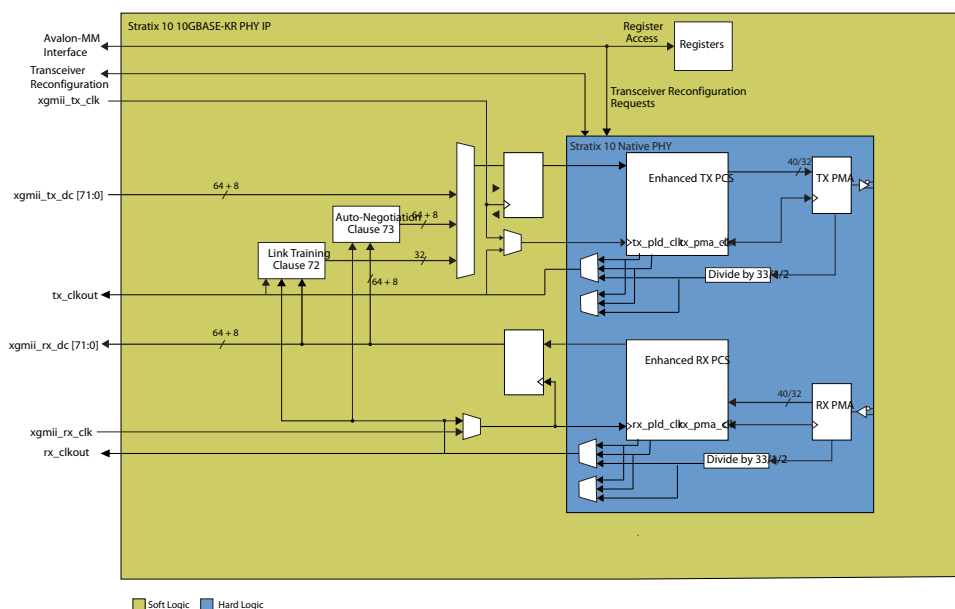 Stratix 10 10GBASE-KR PHY IP
Avalon-MM
Interface
Register
Access
Registers
Transceiver
Reconfiguration
Transceiver Reconfiguration
Requests
xgmii_tx_clk
Stratix 10 Native PHY
40/32
Enhanced TX PCS
TX PMA
64 + 8
xgmii_tx_dc [71:0]
Auto-Negotiation
Clause 73
64 + 8
Link Training
Clause 72
32
tx_pld_clk
tx_pma_clk
64 + 8
Divide by 33/1/2
tx_clkout
64 + 8
xgmii_rx_dc [71:0]
Enhanced RX PCS
40/32
RX PMA
rx_pld_clk
rx_pma_clk
xgmii_rx_clk
rx_clkout
Divide by 33/1/2
Soft Logic
Hard Logic